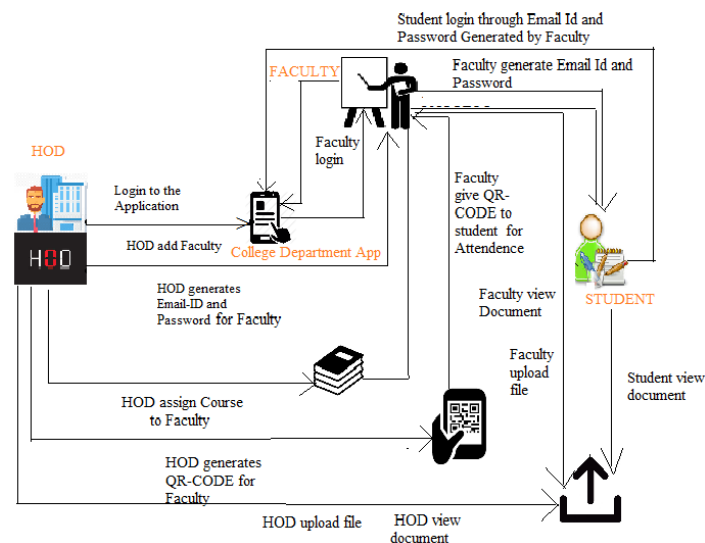 Student login through Email Id and
Password Generated by Faculty
FACULTY
Faculty generate Email Id and
Password
HOD
Faculty
login
Login to the
Application
Faculty
give QR-
CODE to
student for
Attendence
HOD
HOD add Faculty
College Department App
HOD generates
Email-ID and
Password for Faculty
Faculty view
Document
STUDENT
Faculty
upload
file
Student view
document
HOD assign Course
to Faculty
HOD generates
QR-CODE for
Faculty
HOD upload file
HOD view
document